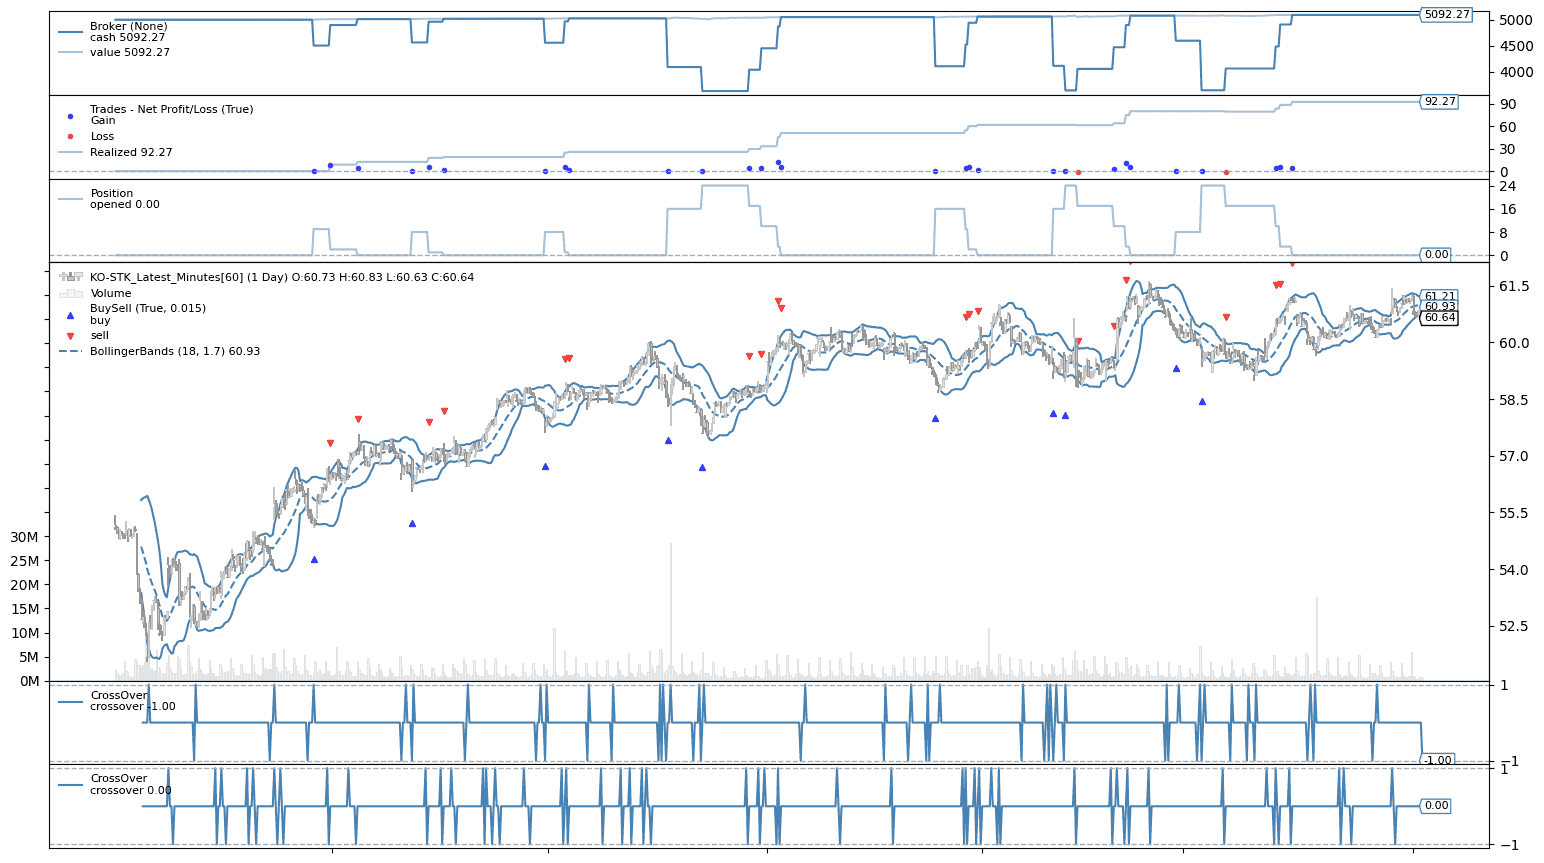 Broker (None)
cash 5092.27
value 5092.27
5092.27
5000
4500
4000
Trades - Net Profit/Loss (True)
Gain
Loss
Realized 92.27
92.27
90
60
30
0
Position
opened 0.00
24
16
8
0
0.00
KO-STK_Latest_Minutes[60] (1 Day) O:60.73 H:60.83 L:60.63 C:60.64
Volume
BuySell (True, 0.015)
buy
sell
BollingerBands (18, 1.7) 60.93
61.21
60.93
60.64
61.5
60.0
58.5
57.0
55.5
54.0
52.5
30M
25M
20M
15M
10M
5M
0M
CrossOver
crossover -1.00
1
-1.00
−1
CrossOver
crossover 0.00
1
0.00
−1